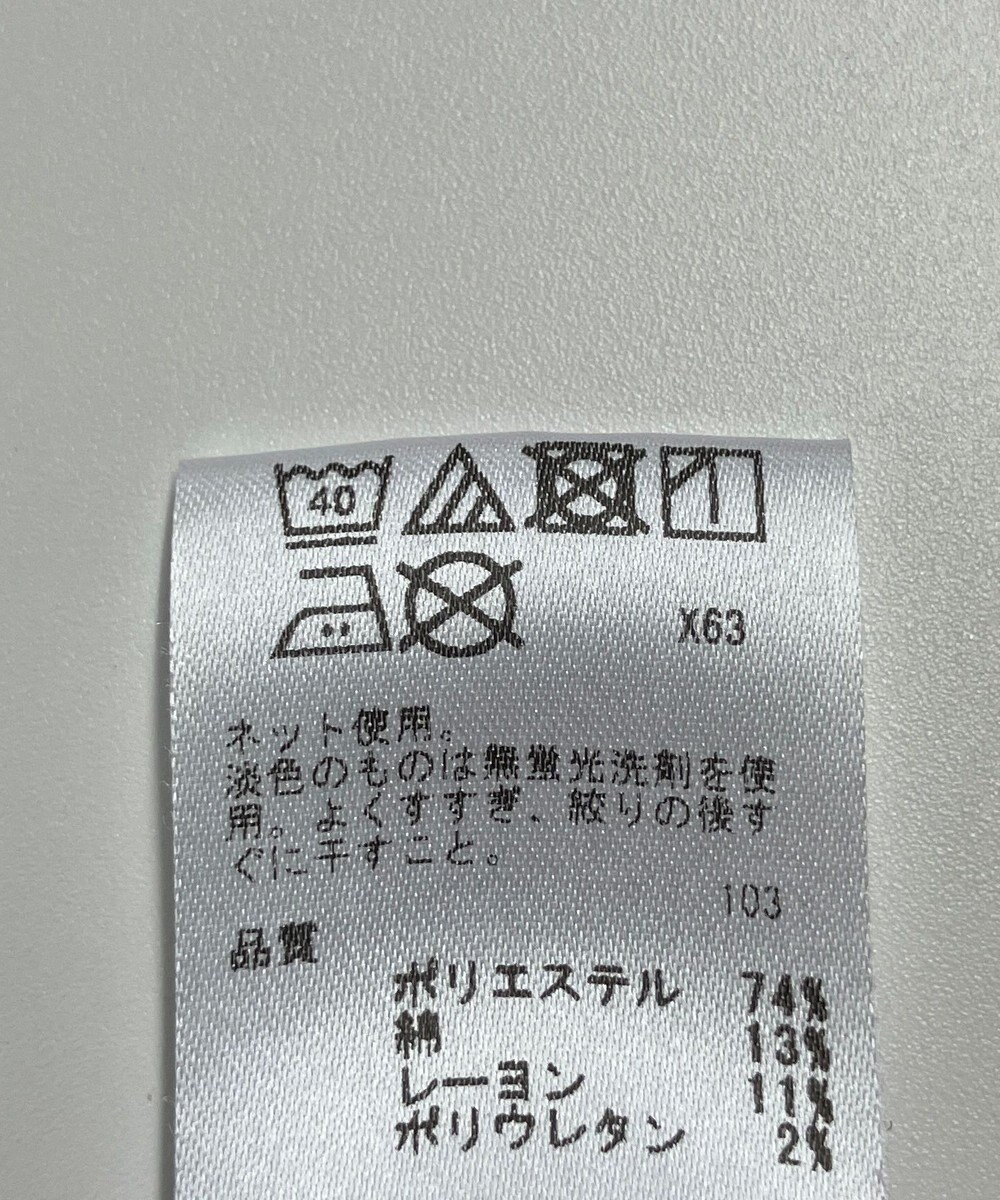 40
X63
ネット使用。
淡色のものは無蛍光洗剤を使
用。よくすすぎ、絞りの後す
ぐに干すこと。
103
品質
ポリエステル 74%
綿 13%
レーヨン 11%
ポリウレタン 2%